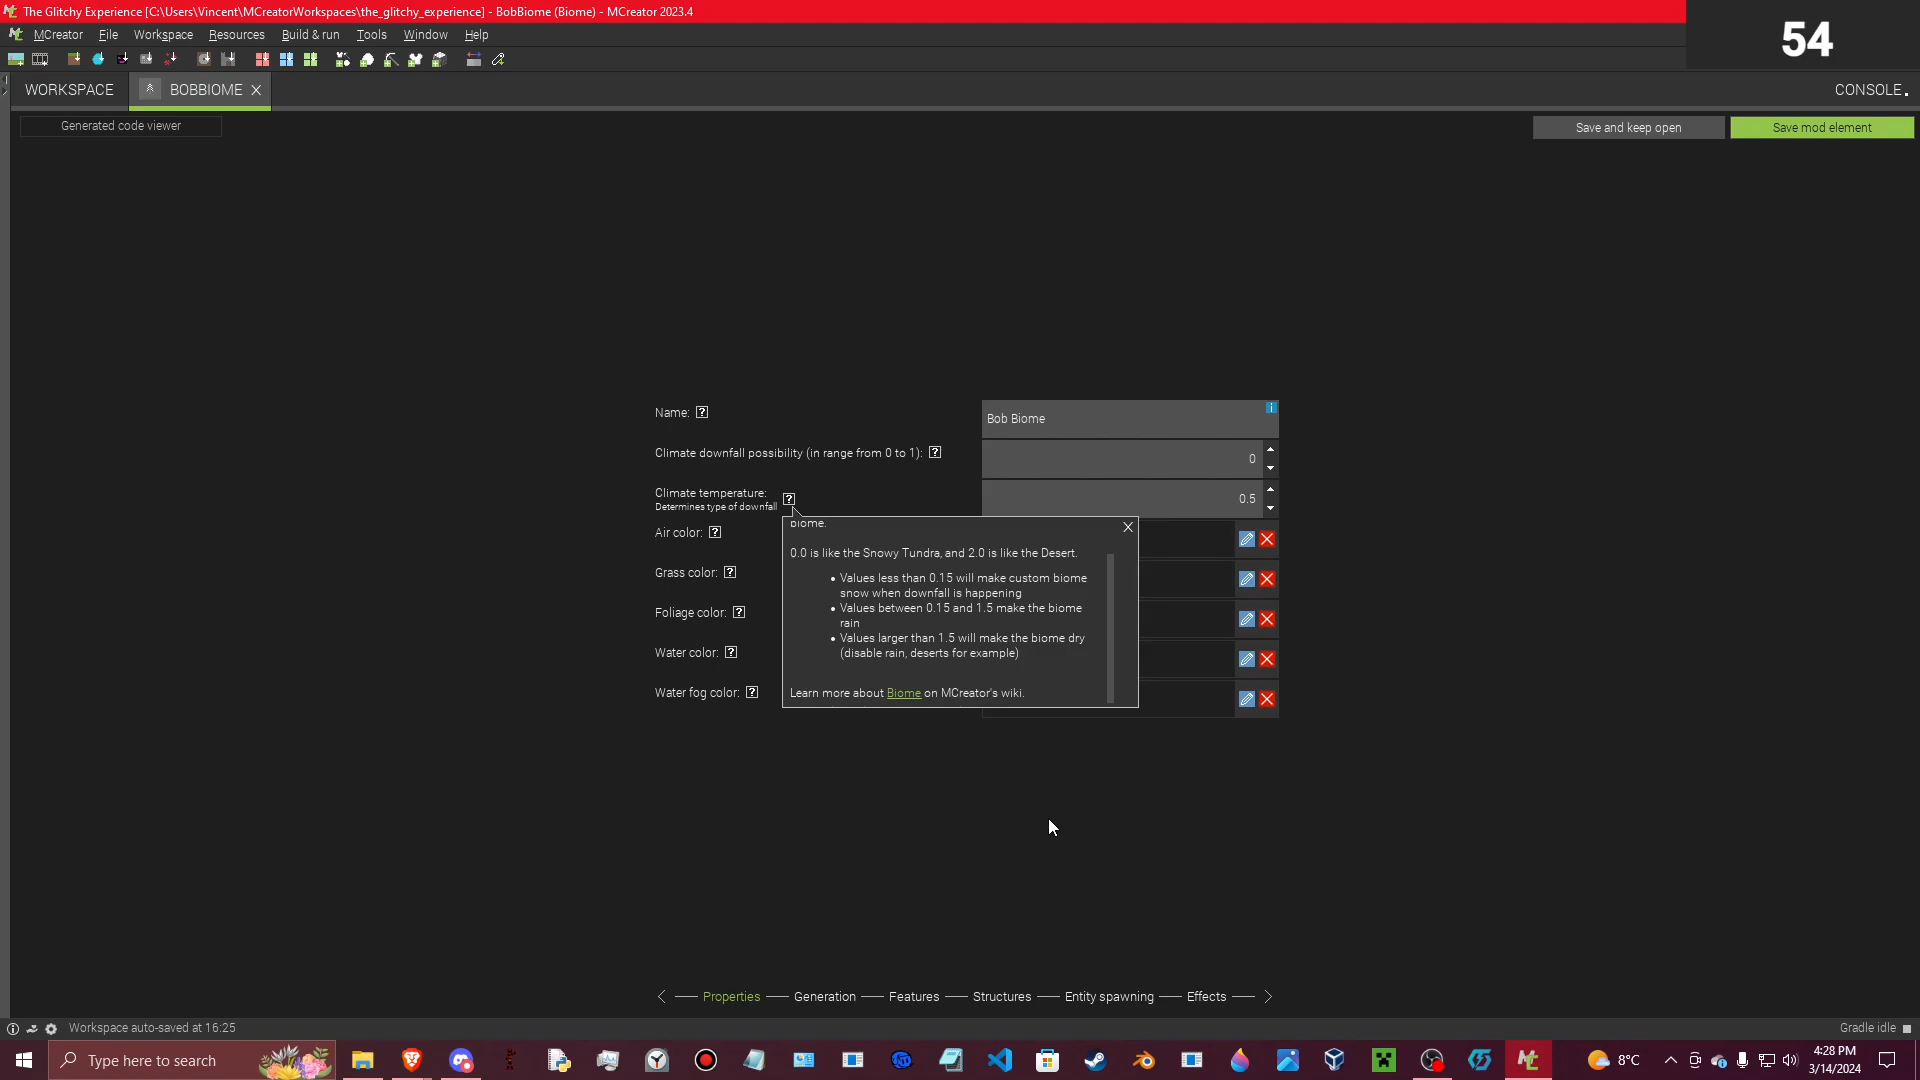 The Glitchy Experience [C:\Users\Vincent\MCreatorWorkspaces\the_glitchy_experience] - BobBiome (Biome) - MCreator 2023.4
54
MCreator File Workspace Resources Build & run Tools Window Help
WORKSPACE
BOBBIOME
CONSOLE
Generated code viewer
Save and keep open
Save mod element
Name: ?
Bob Biome
i
Climate downfall possibility (in range from 0 to 1): ?
0
Climate temperature: ?
Determines type of downfall
0.5
Air color: ?
Grass color: ?
Foliage color: ?
Water color: ?
Water fog color: ?
biome.
X
0.0 is like the Snowy Tundra, and 2.0 is like the Desert.
• Values less than 0.15 will make custom biome
snow when downfall is happening
• Values between 0.15 and 1.5 make the biome
rain
• Values larger than 1.5 will make the biome dry
(disable rain, deserts for example)
Learn more about Biome on MCreator's wiki.
Properties Generation Features Structures Entity spawning Effects
Workspace auto-saved at 16:25
Gradle idle
Type here to search
8°C
4:28 PM
3/14/2024